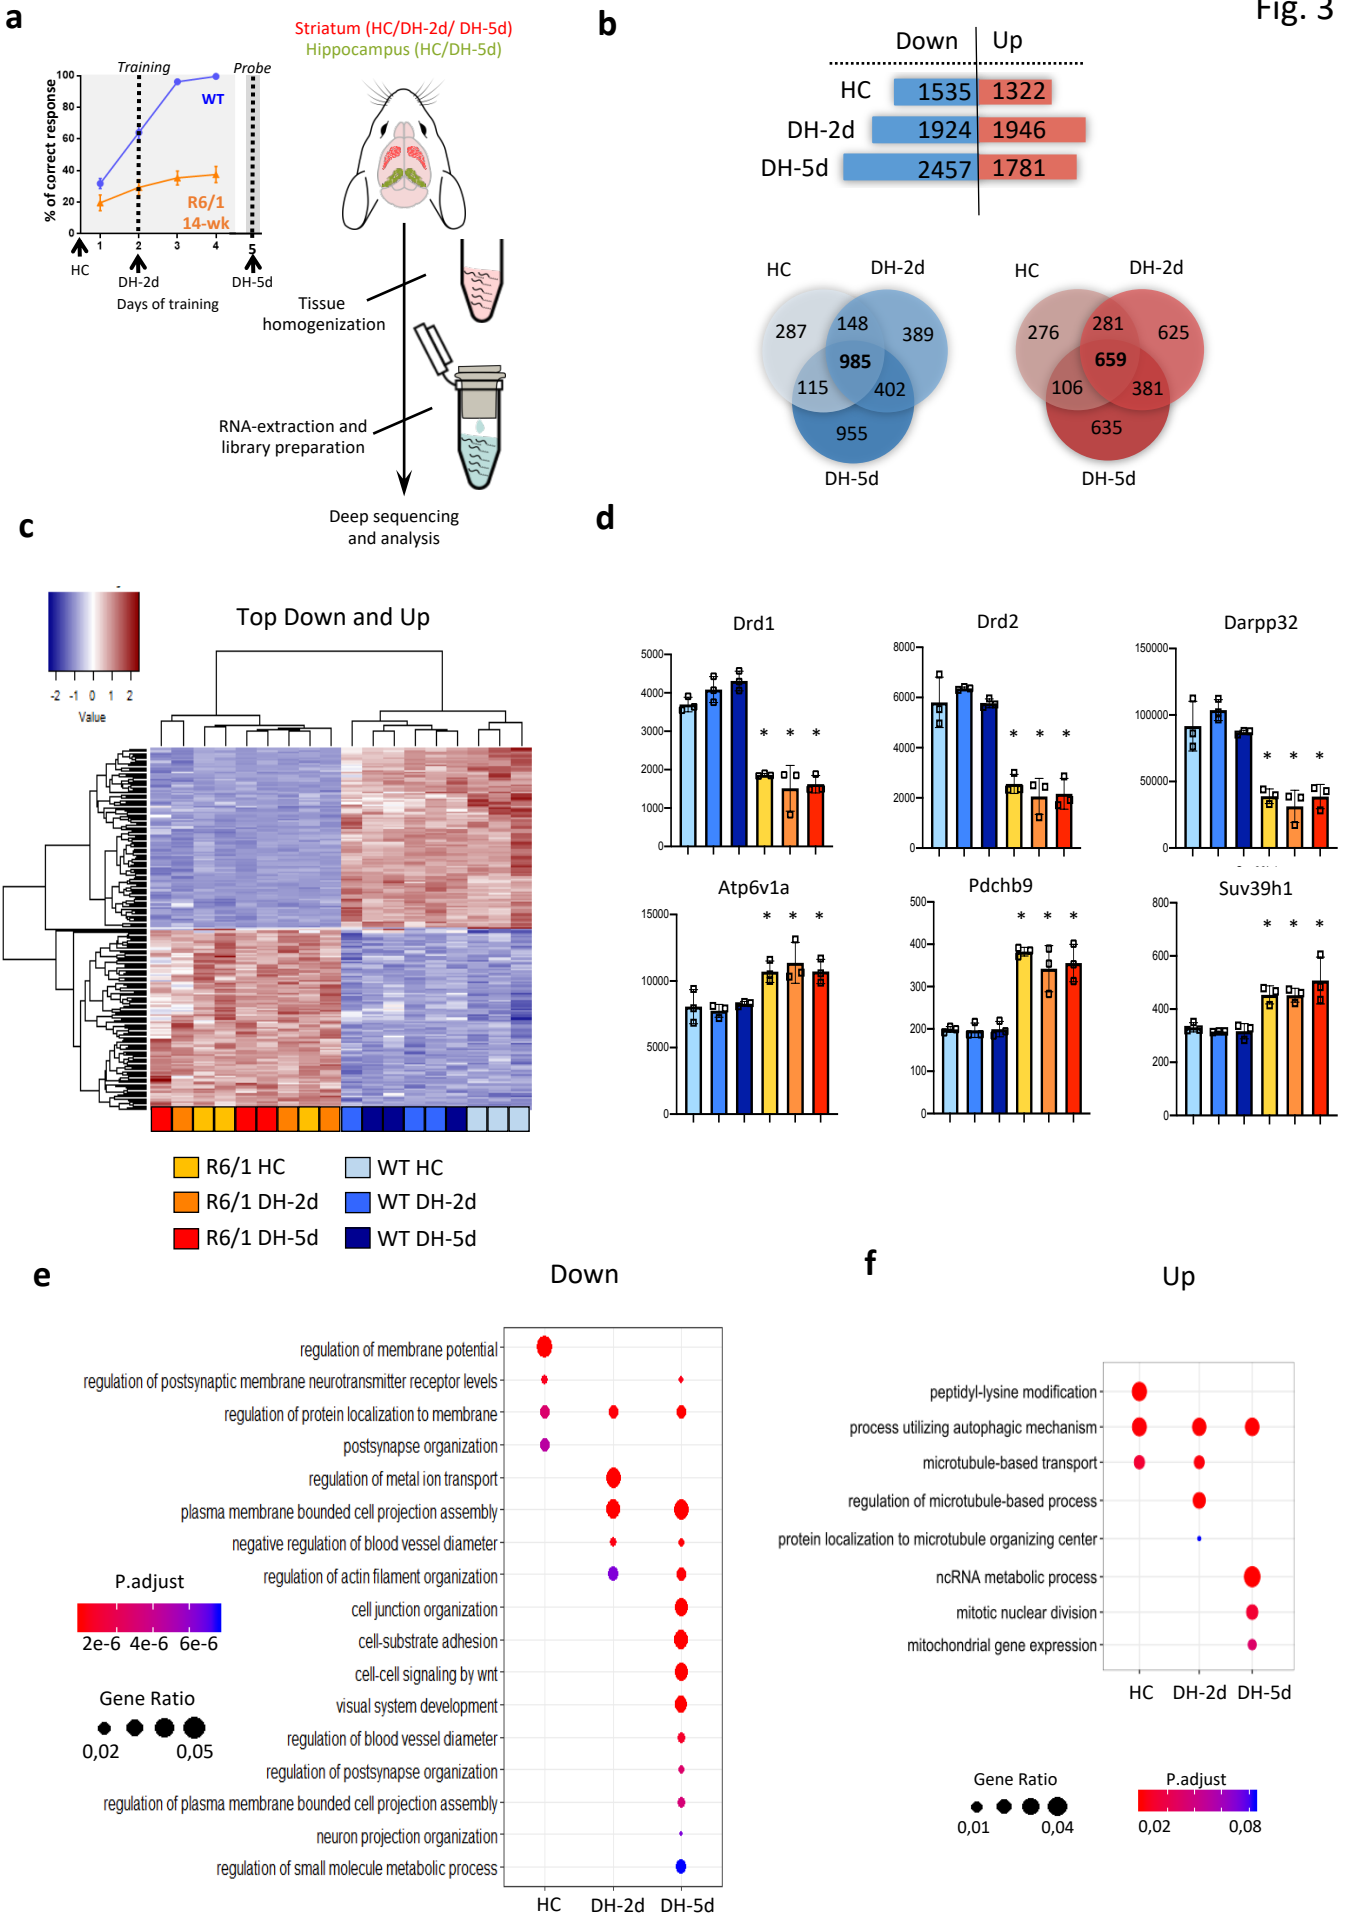 Fig. 3
a
Striatum (HC/DH-2d/ DH-5d)
Hippocampus (HC/DH-5d)
Training
Probe
% of correct response
100
80
60
40
20
0
WT
R6/1
14-wk
1
2
3
4
5
HC
DH-2d
DH-5d
Days of training
Tissue
homogenization
RNA-extraction and
library preparation
Deep sequencing
and analysis
b
Down
Up
HC
1535
1322
DH-2d
1924
1946
DH-5d
2457
1781
HC
DH-2d
287
148
389
985
115
402
955
DH-5d
HC
DH-2d
276
281
625
659
106
381
635
DH-5d
c
-2 -1 0 1 2
Value
Top Down and Up
R6/1 HC
WT HC
R6/1 DH-2d
WT DH-2d
R6/1 DH-5d
WT DH-5d
d
Drd1
5000
4000
3000
2000
1000
0
* * *
Drd2
8000
6000
4000
2000
0
* * *
Darpp32
150000
100000
50000
0
* * *
Atp6v1a
15000
10000
5000
0
* * *
Pdchb9
500
400
300
200
100
0
* * *
Suv39h1
800
600
400
200
0
* * *
e
Down
regulation of membrane potential
regulation of postsynaptic membrane neurotransmitter receptor levels
regulation of protein localization to membrane
postsynapse organization
regulation of metal ion transport
plasma membrane bounded cell projection assembly
negative regulation of blood vessel diameter
regulation of actin filament organization
cell junction organization
cell-substrate adhesion
cell-cell signaling by wnt
visual system development
regulation of blood vessel diameter
regulation of postsynapse organization
regulation of plasma membrane bounded cell projection assembly
neuron projection organization
regulation of small molecule metabolic process
HC
DH-2d
DH-5d
P.adjust
2e-6 4e-6 6e-6
Gene Ratio
0,02
0,05
f
Up
peptidyl-lysine modification
process utilizing autophagic mechanism
microtubule-based transport
regulation of microtubule-based process
protein localization to microtubule organizing center
ncRNA metabolic process
mitotic nuclear division
mitochondrial gene expression
HC
DH-2d
DH-5d
Gene Ratio
0,01
0,04
P.adjust
0,02
0,08